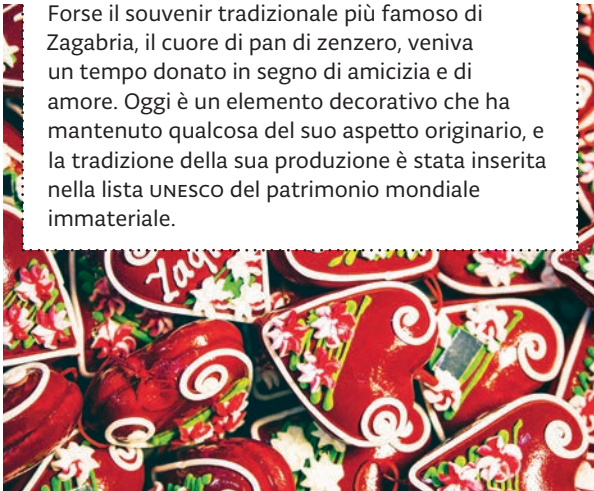 Forse il souvenir tradizionale più famoso di
Zagabria, il cuore di pan di zenzero, veniva
un tempo donato in segno di amicizia e di
amore. Oggi è un elemento decorativo che ha
mantenuto qualcosa del suo aspetto originario, e
la tradizione della sua produzione è stata inserita
nella lista UNESCO del patrimonio mondiale
immateriale.